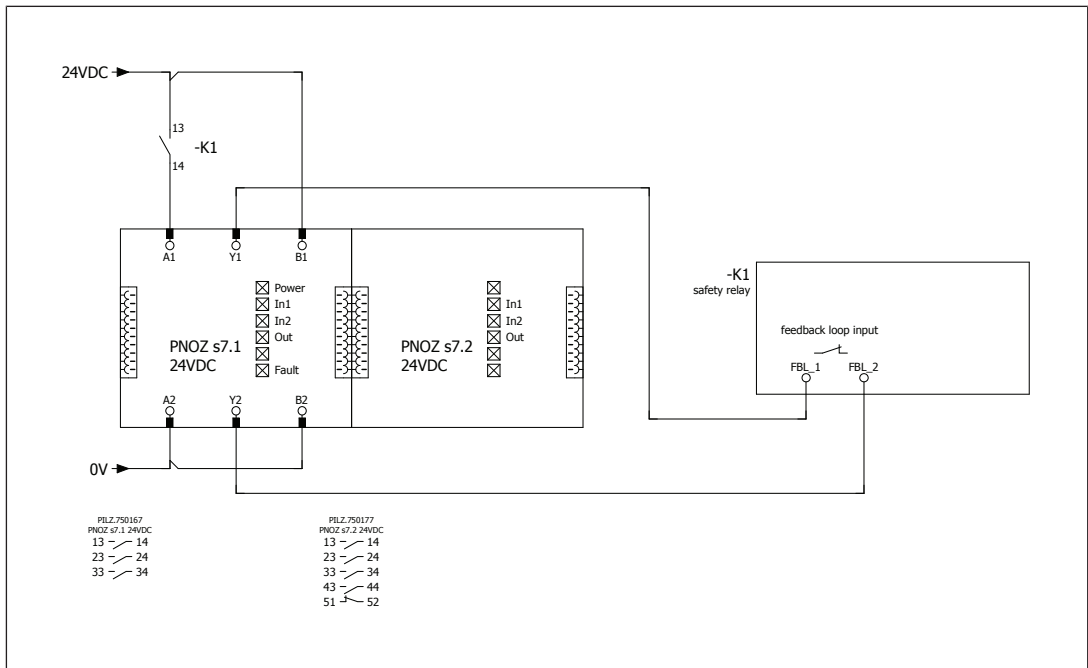 24VDC
13
-K1
14
A1 Y1 B1
-K1
safety relay
Power
In1 In1
In2 In2
feedback loop input
PNOZ s7.1 Out PNOZ s7.2 Out
24VDC 24VDC
Fault
FBL_1 FBL_2
A2 Y2 B2
0V
PILZ.750167 PILZ.750177
PNOZ s7.1 24VDC PNOZ s7.2 24VDC
13 14 13 14
23 24 23 24
33 34 33 34
43 44
51 52